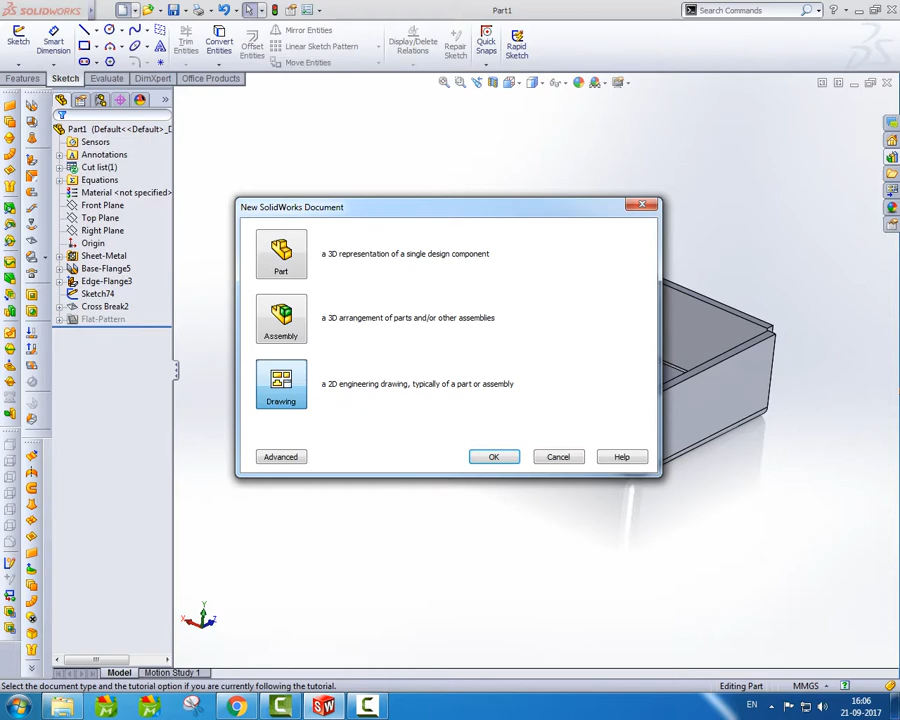 SOLIDWORKS
Part1
Search Commands
Sketch
Smart Dimension
Trim Entities
Convert Entities
Offset Entities
Mirror Entities
Linear Sketch Pattern
Move Entities
Display/Delete Relations
Repair Sketch
Quick Snaps
Rapid Sketch
Features
Sketch
Evaluate
DimXpert
Office Products
Part1 (Default<<Default>_D
Sensors
Annotations
Cut list(1)
Equations
Material <not specified>
Front Plane
Top Plane
Right Plane
Origin
Sheet-Metal
Base-Flange5
Edge-Flange3
Sketch74
Cross Break2
Flat-Pattern
New SolidWorks Document
Part
a 3D representation of a single design component
Assembly
a 3D arrangement of parts and/or other assemblies
Drawing
a 2D engineering drawing, typically of a part or assembly
Advanced
OK
Cancel
Help
Y
X
Z
Model
Motion Study 1
Select the document type and the tutorial option if you are currently following the tutorial.
Editing Part
MMGS
EN
16:06
21-09-2017